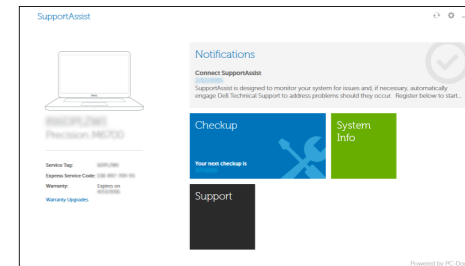 SupportAssist
Notifications
Connect SupportAssist
SupportAssist is designed to monitor your system for issues and, if necessary, automatically
engage Dell Technical Support to address problems should they occur. Register below to start...
Precision M6700
Checkup
System
Info
Your next checkup is
Service Tag:
Express Service Code:
Warranty: Expires on
Warranty Upgrades
Support
Powered by PC-Doc